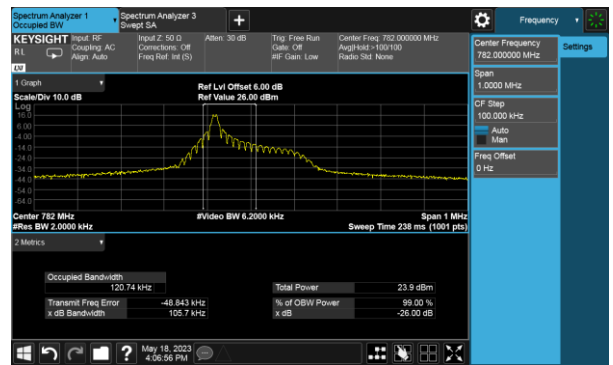 Spectrum Analyzer 1
Occupied BW
Spectrum Analyzer 3
Swept SA
Frequency
KEYSIGHT
RL
Input: RF
Coupling: AC
Align: Auto
Input Z: 50 Ω
Corrections: Off
Freq Ref: Int (S)
Atten: 30 dB
Trig: Free Run
Gate: Off
#IF Gain: Low
Center Freq: 782.000000 MHz
Avg|Hold:>100/100
Radio Std: None
LXI
Center Frequency
782.000000 MHz
Settings
Span
1.0000 MHz
CF Step
100.000 kHz
Auto
Man
Freq Offset
0 Hz
1 Graph
Scale/Div 10.0 dB
Ref Lvl Offset 6.00 dB
Ref Value 26.00 dBm
Log
16.0
6.00
-4.00
-14.0
-24.0
-34.0
-44.0
-54.0
-64.0
Center 782 MHz
#Res BW 2.0000 kHz
#Video BW 6.2000 kHz
Span 1 MHz
Sweep Time 238 ms (1001 pts)
2 Metrics
Occupied Bandwidth
120.74 kHz
Total Power 23.9 dBm
Transmit Freq Error -48.843 kHz
% of OBW Power 99.00 %
x dB Bandwidth 105.7 kHz
x dB -26.00 dB
?
May 18, 2023
4:06:56 PM